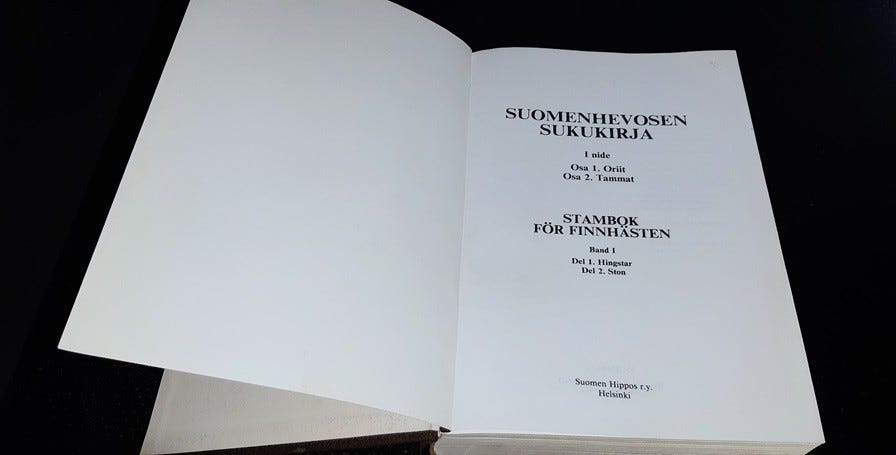 SUOMENHEVOSEN
SUKUKIRJA
I nide
Osa 1. Oriit
Osa 2. Tammat
STAMBOK
FÖR FINNHÄSTEN
Band I
Del 1. Hingstar
Del 2. Ston
Suomen Hippos r.y.
Helsinki